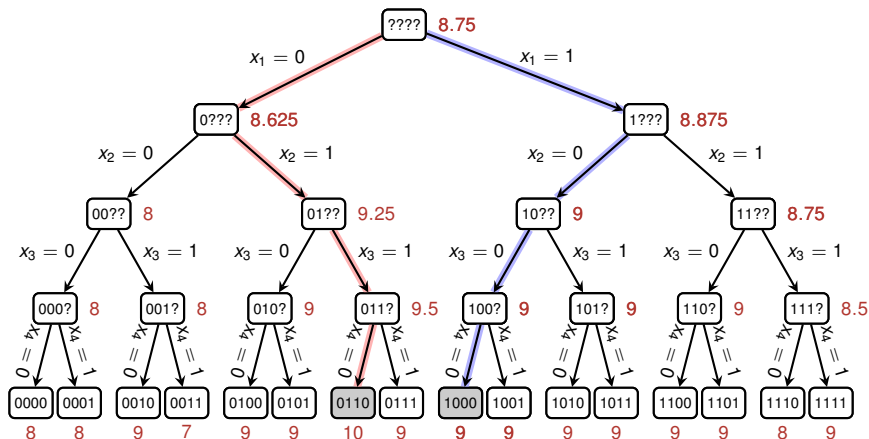 ???? 8.75
x₁ = 0 x₁ = 1
0??? 8.625 1??? 8.875
x₂ = 0 x₂ = 1 x₂ = 0 x₂ = 1
00?? 8 01?? 9.25 10?? 9 11?? 8.75
x₃ = 0 x₃ = 1 x₃ = 0 x₃ = 1 x₃ = 0 x₃ = 1 x₃ = 0 x₃ = 1
000? 8 001? 8 010? 9 011? 9.5 100? 9 101? 9 110? 9 111? 8.5
x₄ = 0 x₄ = 1 x₄ = 0 x₄ = 1 x₄ = 0 x₄ = 1 x₄ = 0 x₄ = 1 x₄ = 0 x₄ = 1 x₄ = 0 x₄ = 1 x₄ = 0 x₄ = 1 x₄ = 0 x₄ = 1
0000 0001 0010 0011 0100 0101 0110 0111 1000 1001 1010 1011 1100 1101 1110 1111
8 8 9 7 9 9 10 9 9 9 9 9 9 9 8 9